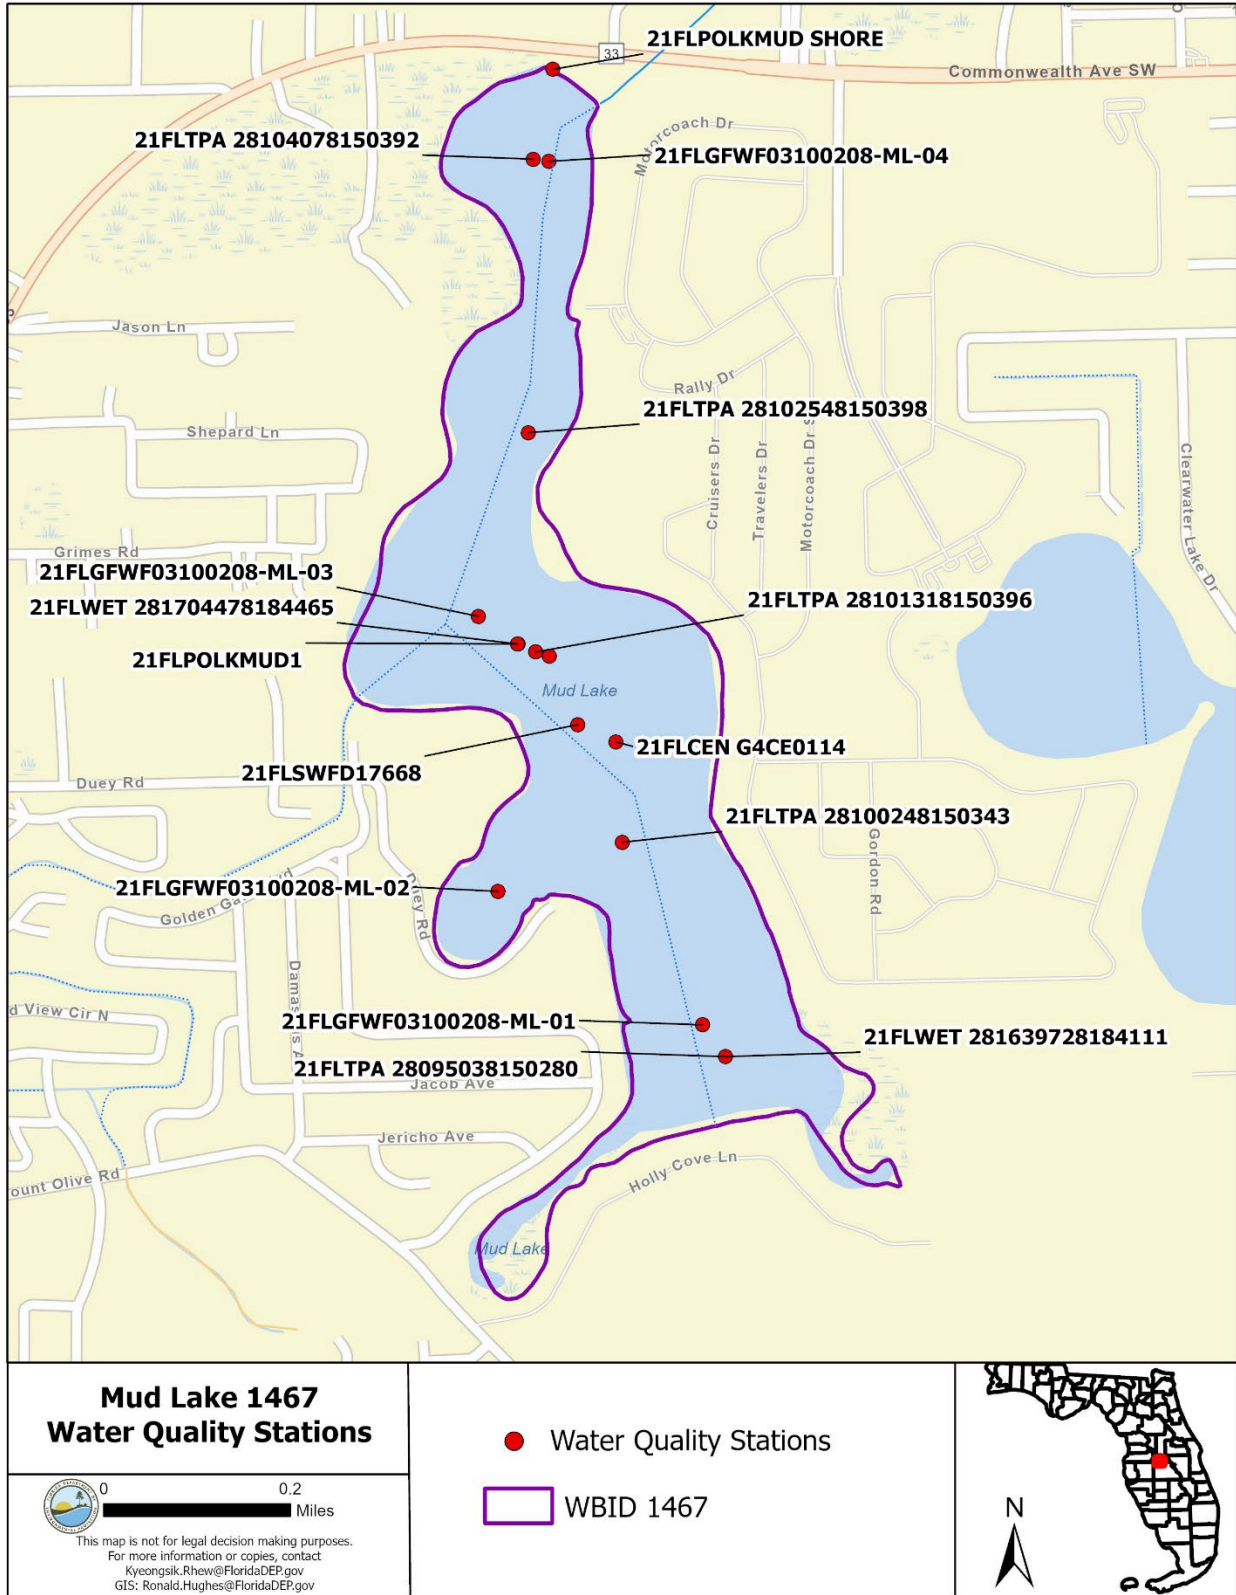 21FLPOLKMUD SHORE
33
Commonwealth Ave SW
21FLTPA 28104078150392
21FLGFWF03100208-ML-04
Motorcoach Dr
Jason Ln
Rally Dr
21FLTPA 28102548150398
Shepard Ln
Cruisers Dr
Travelers Dr
Motorcoach Dr S
Clearwater Lake Dr
Grimes Rd
21FLGFWF03100208-ML-03
21FLWET 281704478184465
21FLTPA 28101318150396
21FLPOLKMUD1
Mud Lake
21FLCEN G4CE0114
21FLSWFD17668
Duey Rd
21FLTPA 28100248150343
Gordon Rd
21FLGFWF03100208-ML-02
Duey Rd
d View Cir N
21FLGFWF03100208-ML-01
21FLWET 281639728184111
21FLTPA 28095038150280
Jacob Ave
Jericho Ave
ount Olive Rd
Holly Cove Ln
Mud Lake
Mud Lake 1467
Water Quality Stations
0 0.2
Miles
This map is not for legal decision making purposes.
For more information or copies, contact
Kyeongsik.Rhew@FloridaDEP.gov
GIS: Ronald.Hughes@FloridaDEP.gov
Water Quality Stations
WBID 1467
N